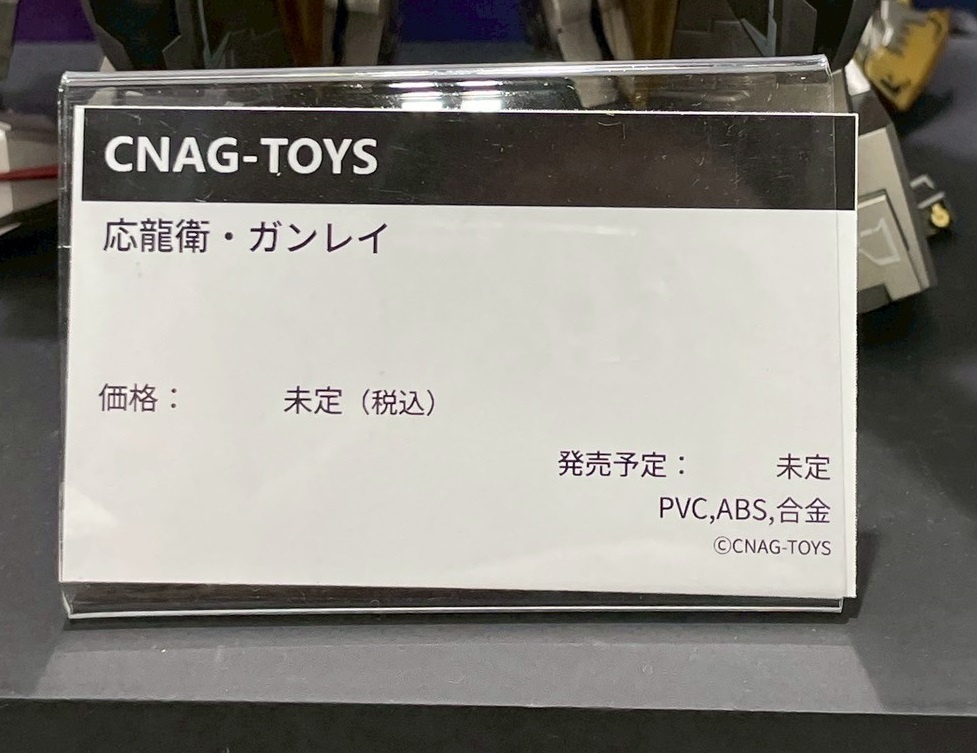 CNAG-TOYS
応龍衛・ガンレイ
価格： 未定（税込）
発売予定： 未定
PVC,ABS,合金
©CNAG-TOYS